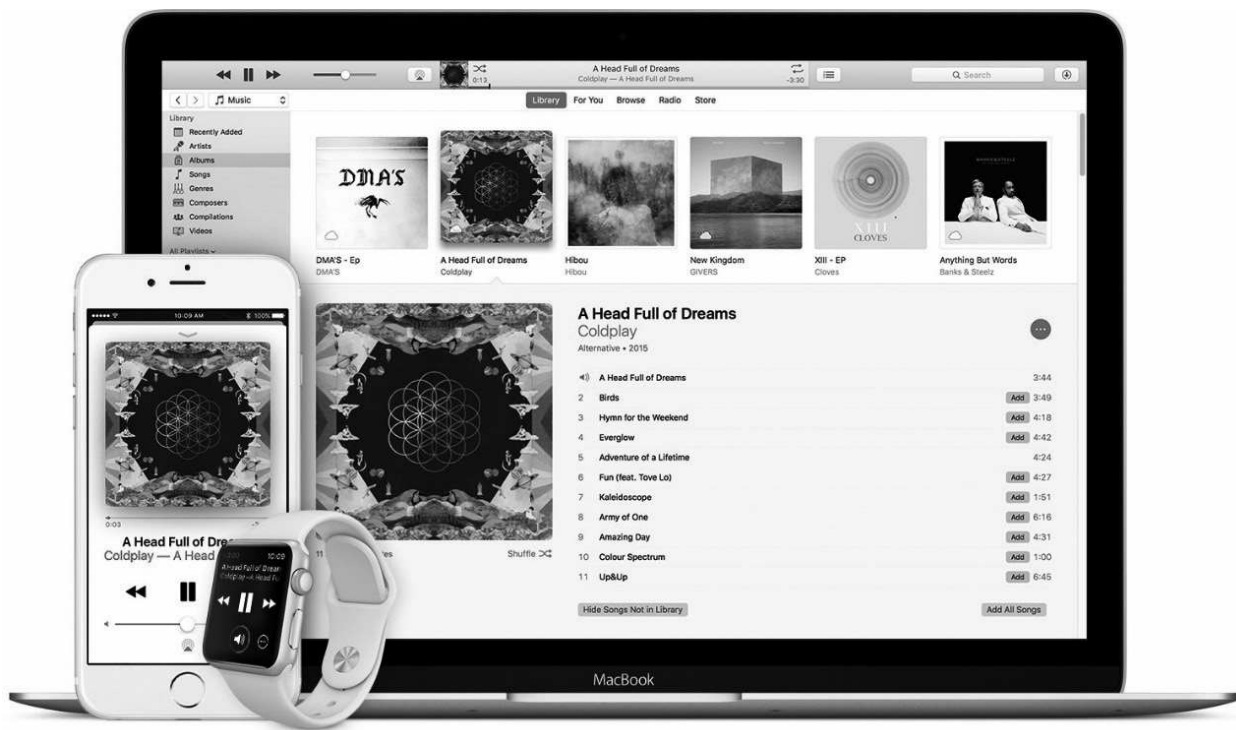 A Head Full of Dreams
Coldplay — A Head Full of Dreams
0:13
-3:30
Search
Music
Library For You Browse Radio Store
Library
Recently Added
Artists
Albums
Songs
Genres
Composers
Compilations
Videos
All Playlists
DMA'S
XIII
CLOVES
DMA'S - Ep
DMA'S
A Head Full of Dreams
Coldplay
Hibou
Hibou
New Kingdom
GIVERS
XIII - EP
Cloves
Anything But Words
Banks & Steelz
A Head Full of Dreams
Coldplay
Alternative • 2015
A Head Full of Dreams 3:44
2 Birds Add 3:49
3 Hymn for the Weekend Add 4:18
4 Everglow Add 4:42
5 Adventure of a Lifetime 4:24
6 Fun (feat. Tove Lo) Add 4:27
7 Kaleidoscope Add 1:51
8 Army of One Add 6:16
9 Amazing Day Add 4:31
10 Colour Spectrum Add 1:00
11 Up&Up Add 6:45
Shuffle
Hide Songs Not in Library
Add All Songs
10:09 AM
100%
0:03
A Head Full of Dre
Coldplay — A Head
10:09
A Head Full of Dream
Coldplay—A Head Fu
MacBook